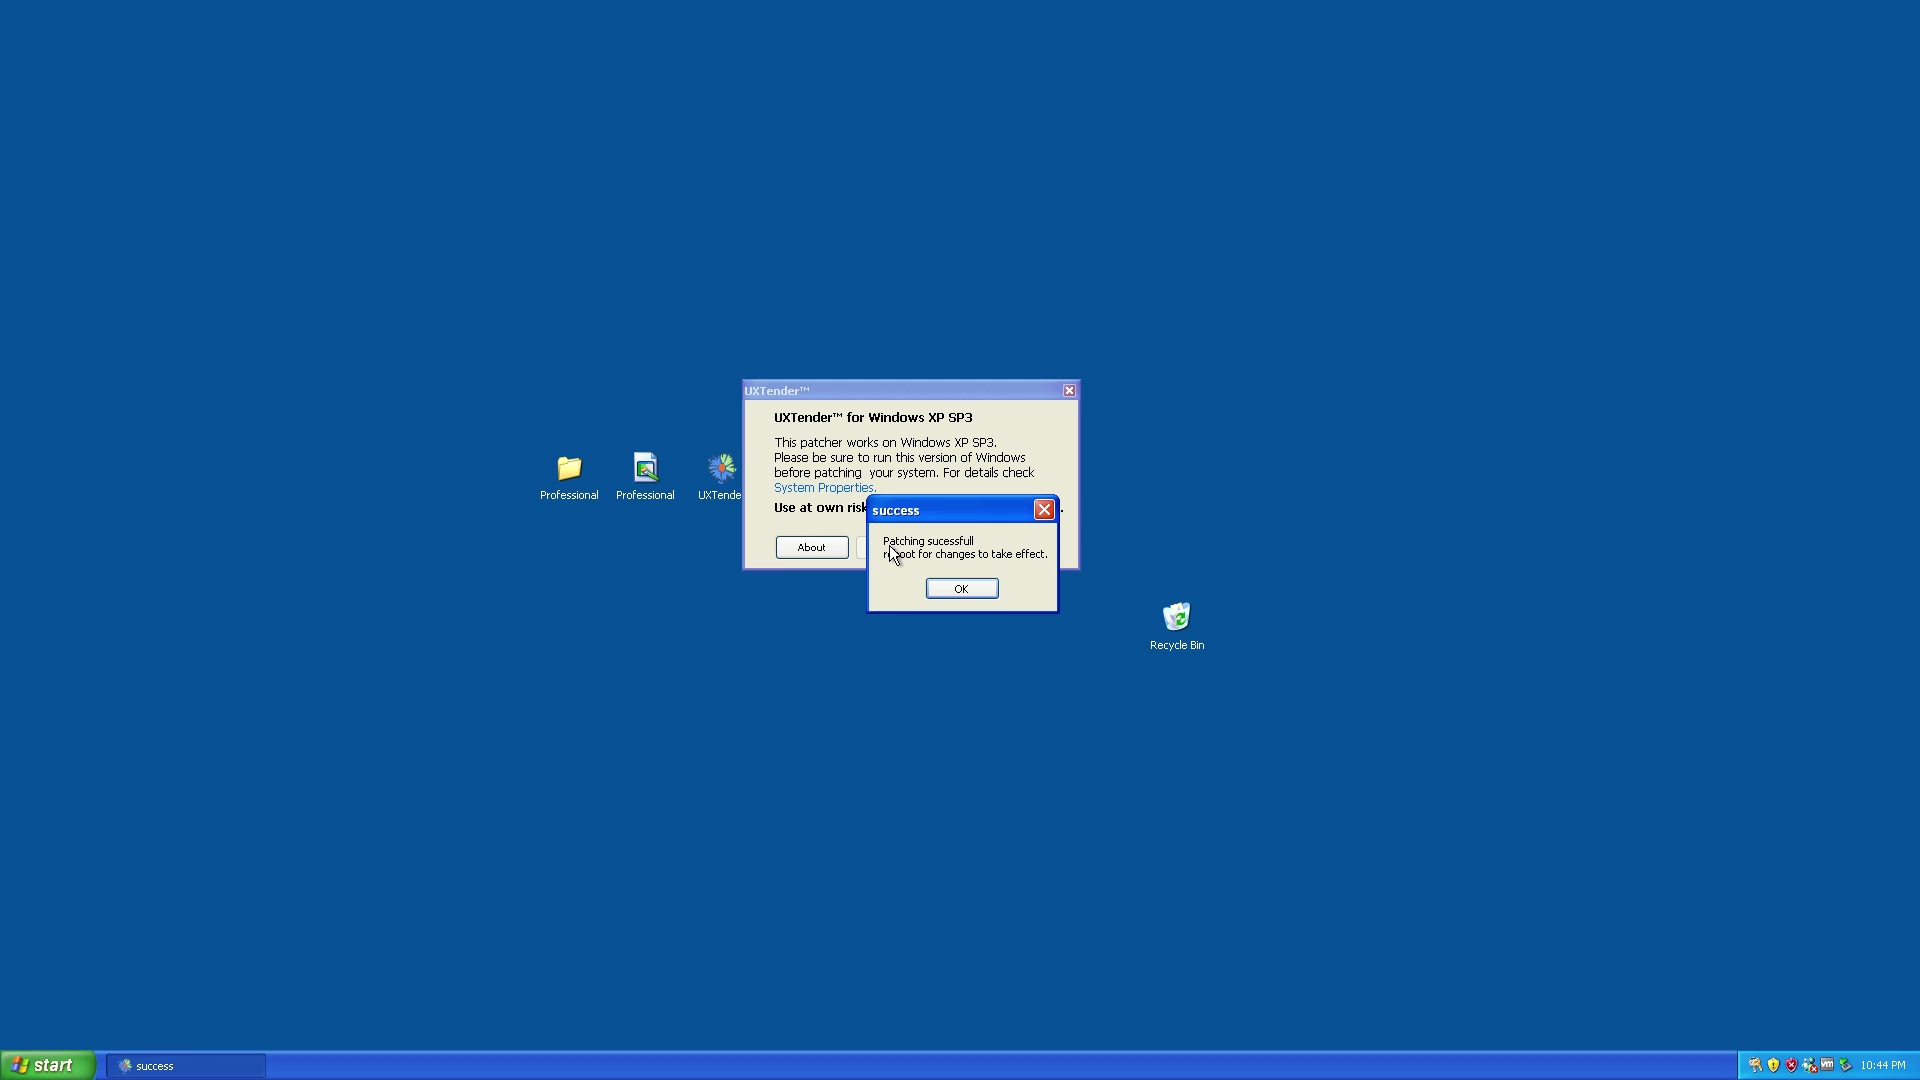 UXTender™
UXTender™ for Windows XP SP3
This patcher works on Windows XP SP3.
Please be sure to run this version of Windows
before patching  your system. For details check
System Properties.
Use at own risk
.
About
success
Patching sucessfull
reboot for changes to take effect.
OK
Professional
Professional
UXTende
Recycle Bin
start
success
vm
10:44 PM